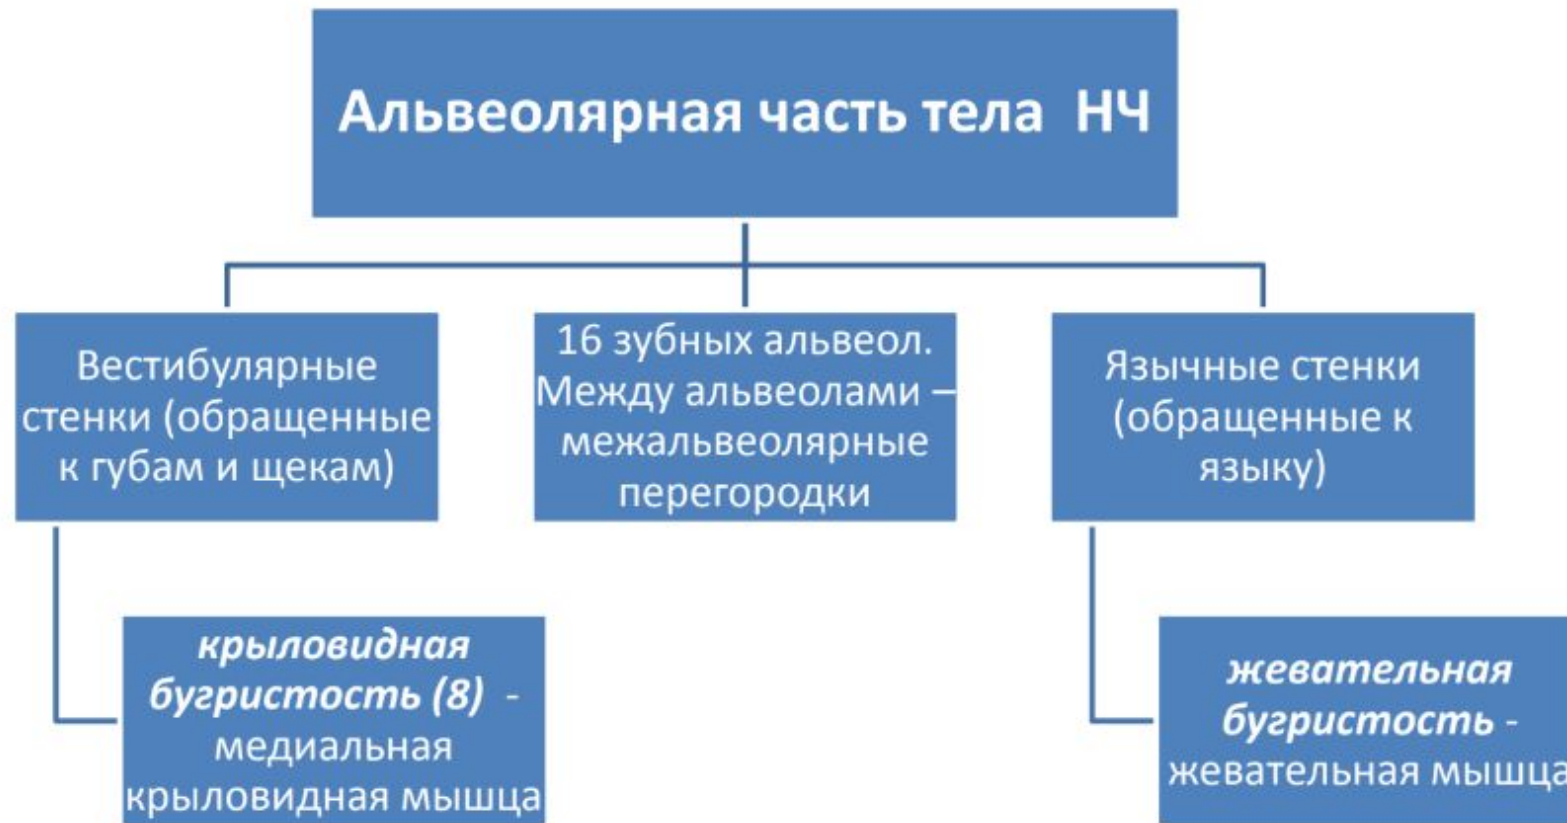 Альвеолярная часть тела НЧ
Вестибулярные
стенки (обращенные
к губам и щекам)
16 зубных альвеол.
Между альвеолами –
межальвеолярные
перегородки
Язычные стенки
(обращенные к
языку)
крыловидная
бугристость (8) -
медиальная
крыловидная мышца
жевательная
бугристость -
жевательная мышца